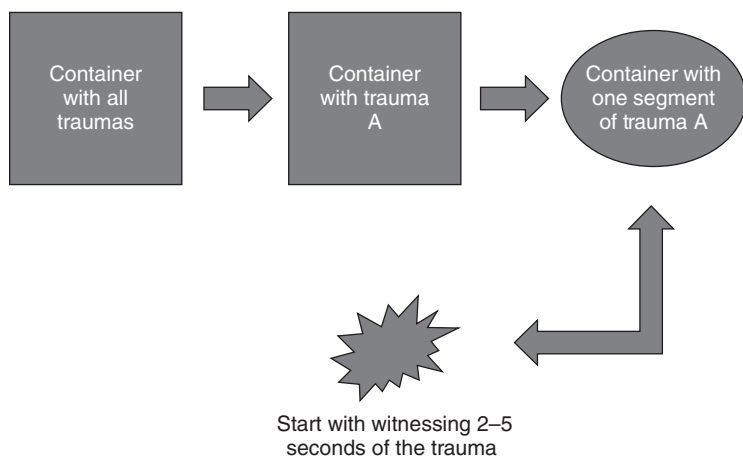 Container
with all
traumas
Container
with trauma
A
Container with
one segment
of trauma A
Start with witnessing 2–5
seconds of the trauma